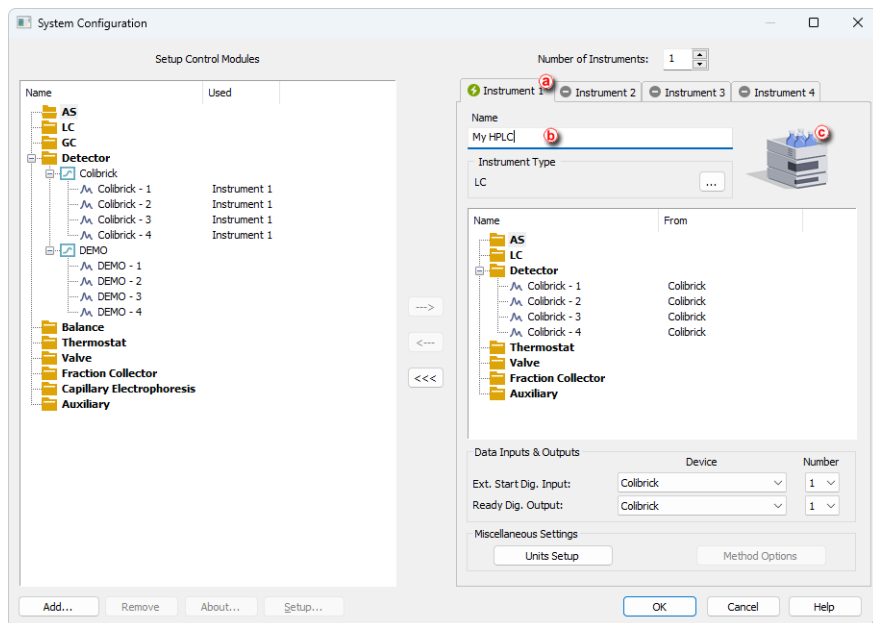 System Configuration
Setup Control Modules
Number of Instruments: 1
Name Used
AS
LC
GC
Detector
Colibrick
Colibrick - 1 Instrument 1
Colibrick - 2 Instrument 1
Colibrick - 3 Instrument 1
Colibrick - 4 Instrument 1
DEMO
DEMO - 1
DEMO - 2
DEMO - 3
DEMO - 4
Balance
Thermostat
Valve
Fraction Collector
Capillary Electrophoresis
Auxiliary
--->
<---
<<<
Instrument 1 a Instrument 2 Instrument 3 Instrument 4
Name
My HPLC b c
Instrument Type
LC ...
Name From
AS
LC
Detector
Colibrick - 1 Colibrick
Colibrick - 2 Colibrick
Colibrick - 3 Colibrick
Colibrick - 4 Colibrick
Thermostat
Valve
Fraction Collector
Auxiliary
Data Inputs & Outputs
Device Number
Ext. Start Dig. Input: Colibrick 1
Ready Dig. Output: Colibrick 1
Miscellaneous Settings
Units Setup Method Options
Add... Remove About... Setup... OK Cancel Help